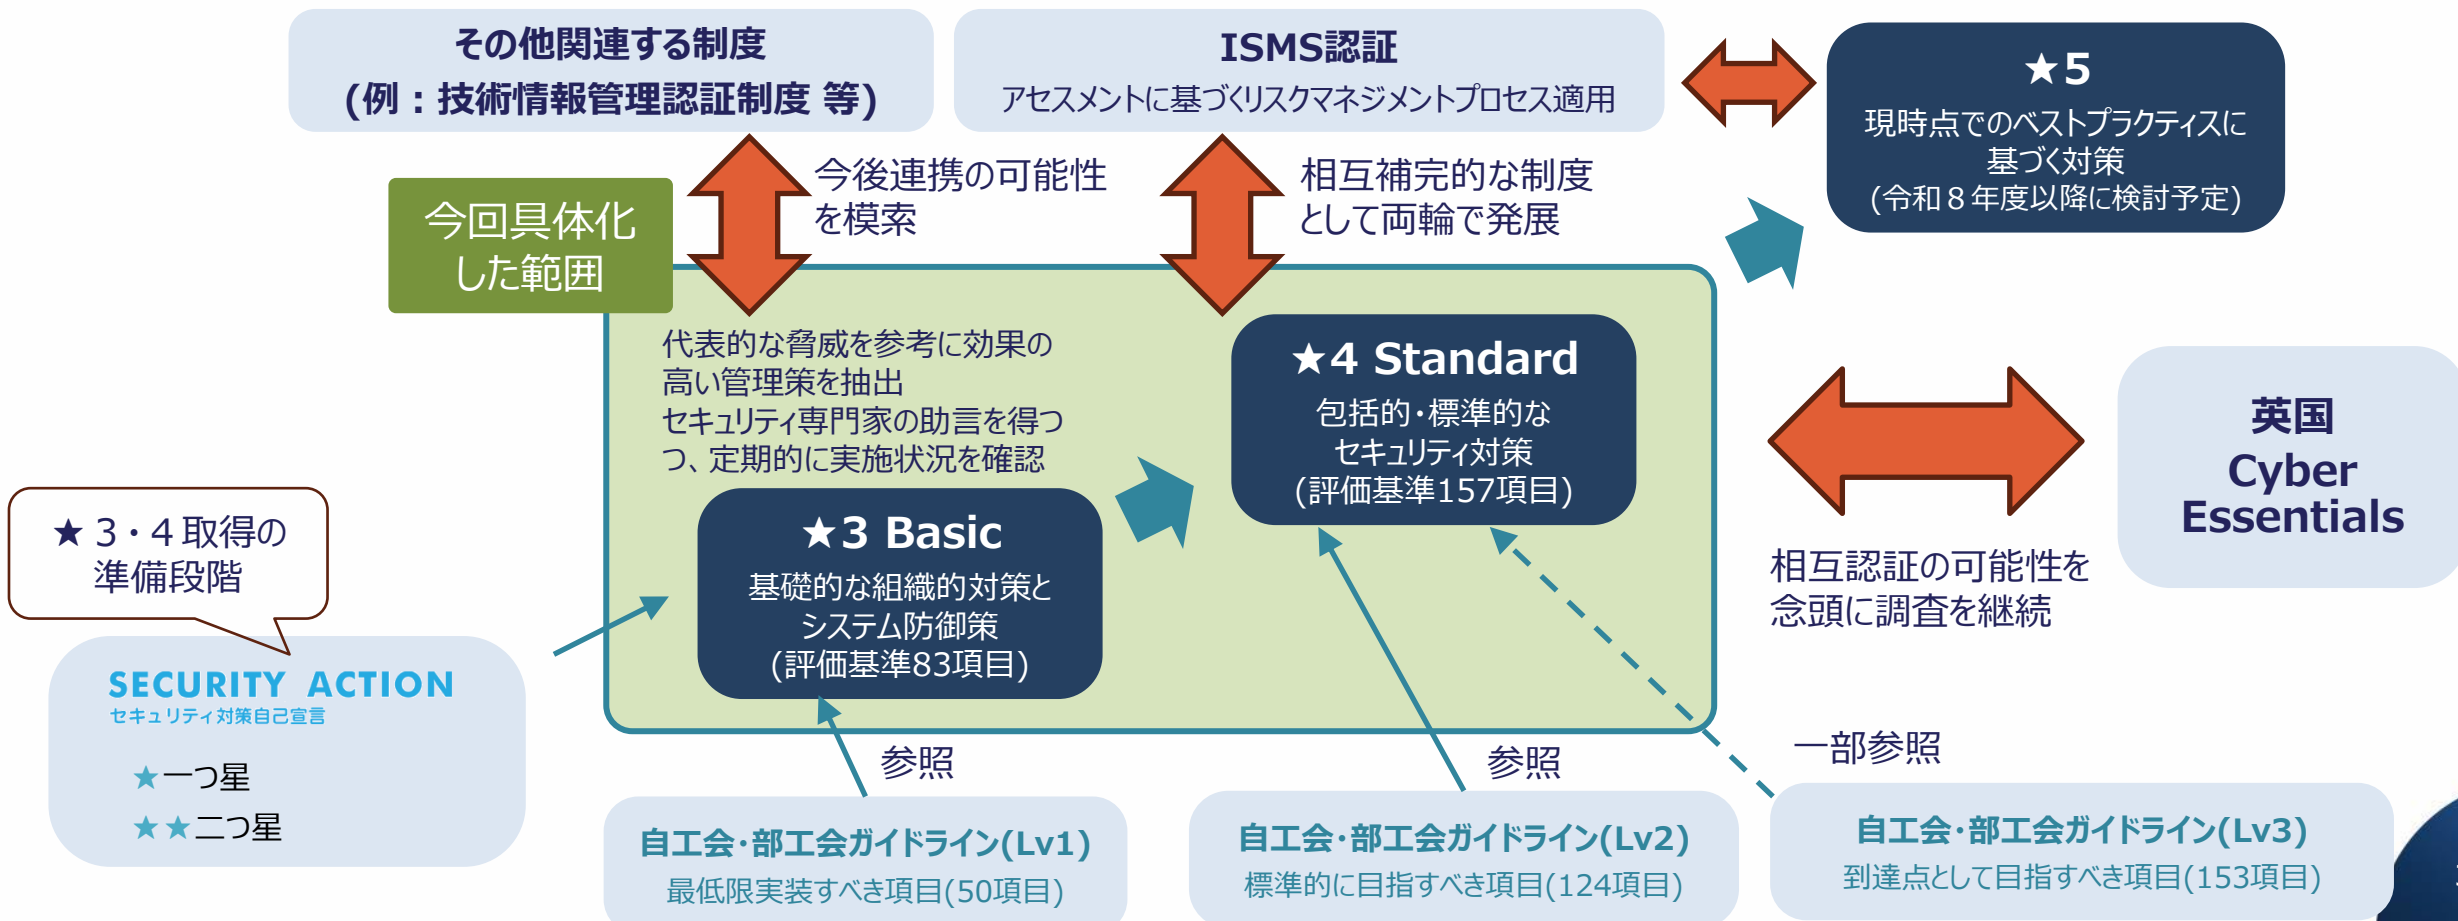 その他関連する制度
(例：技術情報管理認証制度 等)
ISMS認証
アセスメントに基づくリスクマネジメントプロセス適用
★5
現時点でのベストプラクティスに
基づく対策
(令和８年度以降に検討予定)
今後連携の可能性
を模索
相互補完的な制度
として両輪で発展
今回具体化
した範囲
代表的な脅威を参考に効果の
高い管理策を抽出
セキュリティ専門家の助言を得つ
つ、定期的に実施状況を確認
★4 Standard
包括的・標準的な
セキュリティ対策
(評価基準157項目)
★3 Basic
基礎的な組織的対策と
システム防御策
(評価基準83項目)
英国
Cyber
Essentials
相互認証の可能性を
念頭に調査を継続
★３・４取得の
準備段階
SECURITY ACTION
セキュリティ対策自己宣言
★一つ星
★★二つ星
参照
参照
一部参照
自工会・部工会ガイドライン(Lv1)
最低限実装すべき項目(50項目)
自工会・部工会ガイドライン(Lv2)
標準的に目指すべき項目(124項目)
自工会・部工会ガイドライン(Lv3)
到達点として目指すべき項目(153項目)